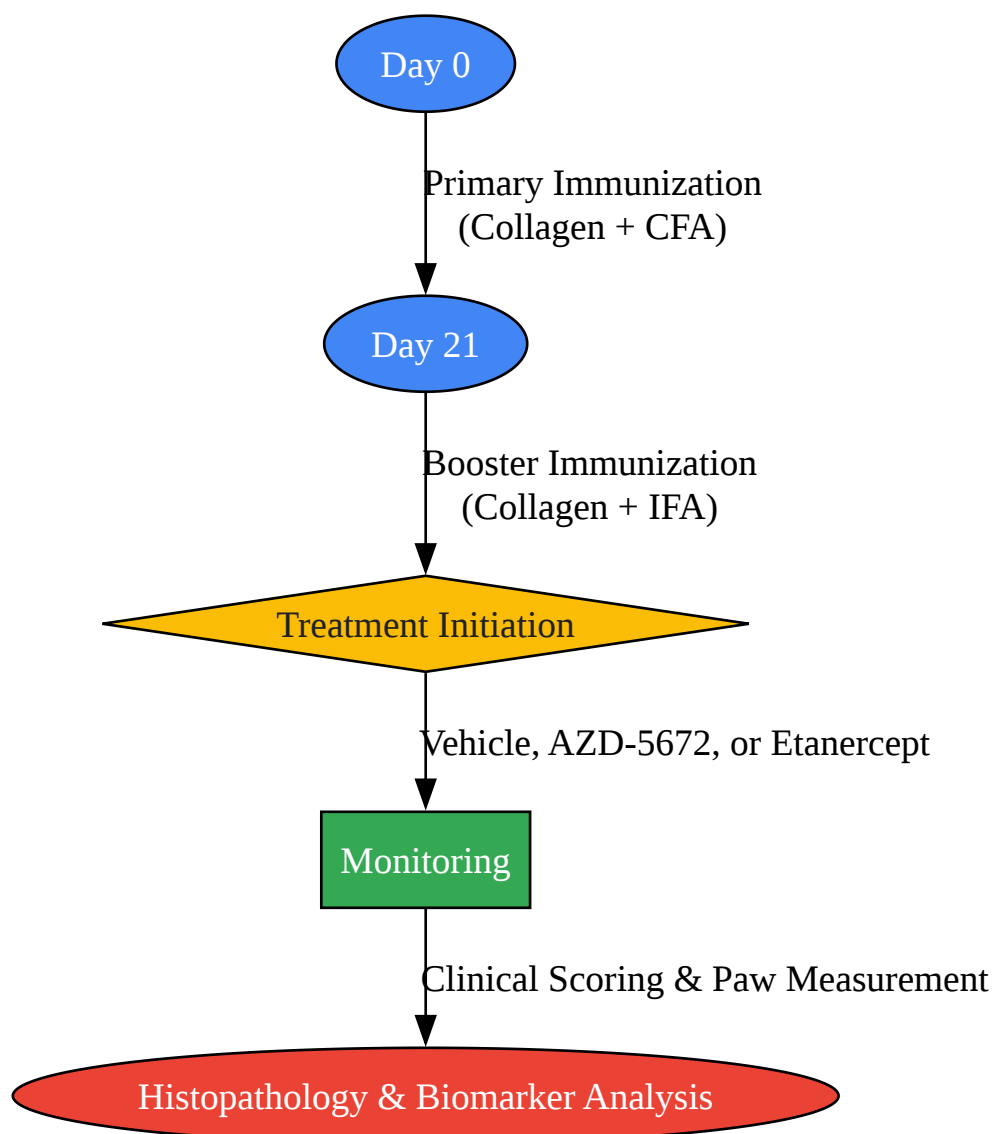 Day 0
Primary Immunization
(Collagen + CFA)
Day 21
Booster Immunization
(Collagen + IFA)
Treatment Initiation
Vehicle, AZD-5672, or Etanercept
Monitoring
Clinical Scoring & Paw Measurement
Histopathology & Biomarker Analysis